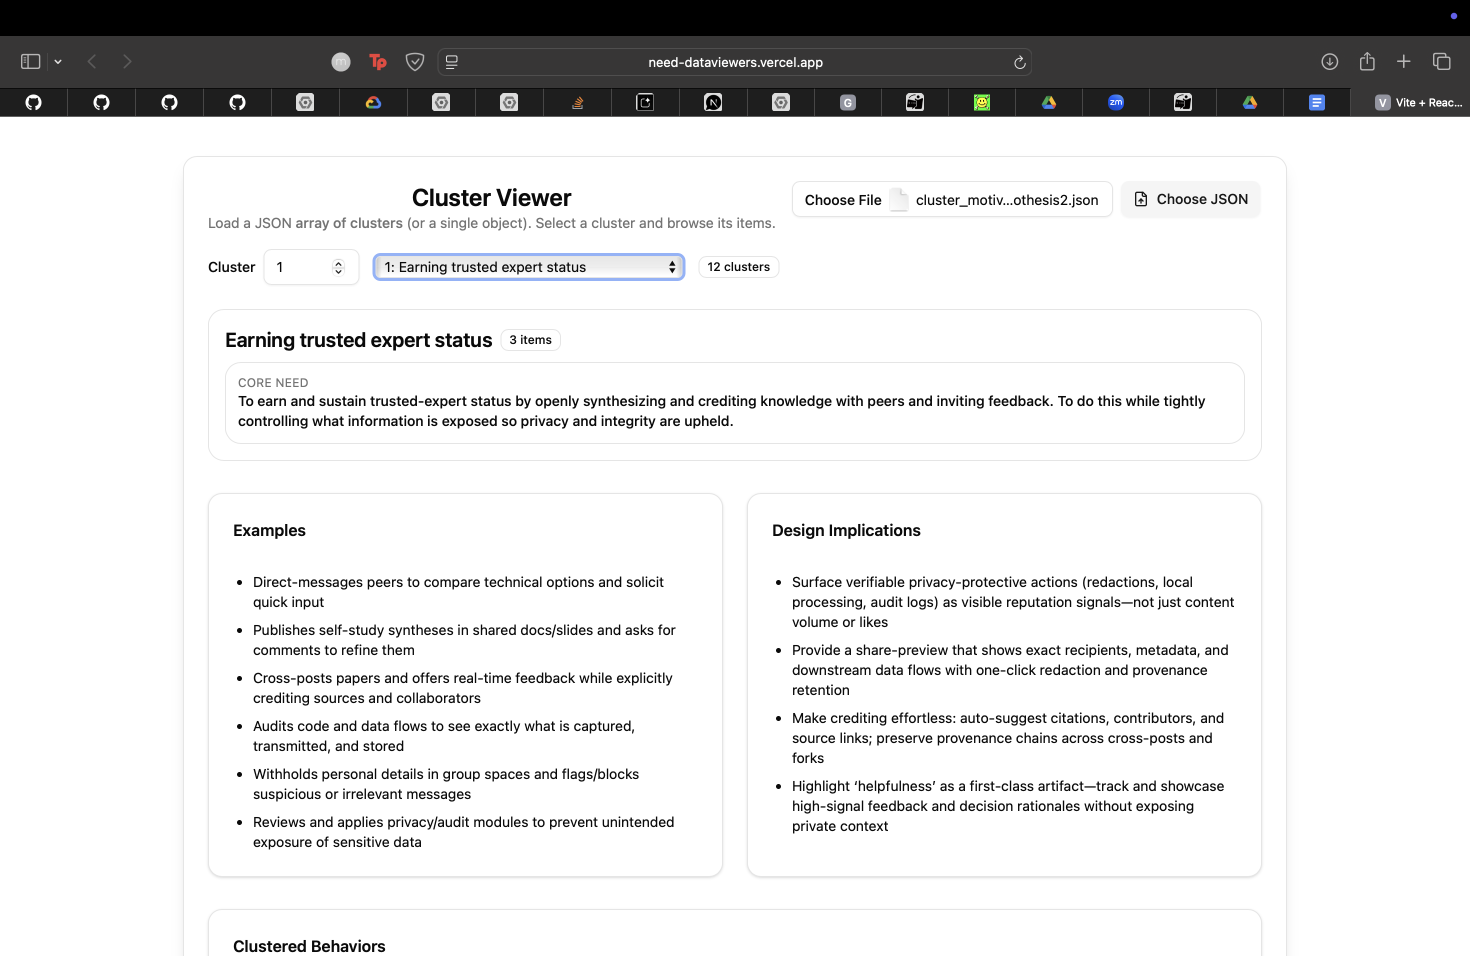 need-dataviewers.vercel.app
Vite + Reac...
Cluster Viewer
Load a JSON array of clusters (or a single object). Select a cluster and browse its items.
Choose File cluster_motiv...othesis2.json
Choose JSON
Cluster 1 1: Earning trusted expert status 12 clusters
Earning trusted expert status 3 items
CORE NEED
To earn and sustain trusted-expert status by openly synthesizing and crediting knowledge with peers and inviting feedback. To do this while tightly
controlling what information is exposed so privacy and integrity are upheld.
Examples
• Direct-messages peers to compare technical options and solicit
quick input
• Publishes self-study syntheses in shared docs/slides and asks for
comments to refine them
• Cross-posts papers and offers real-time feedback while explicitly
crediting sources and collaborators
• Audits code and data flows to see exactly what is captured,
transmitted, and stored
• Withholds personal details in group spaces and flags/blocks
suspicious or irrelevant messages
• Reviews and applies privacy/audit modules to prevent unintended
exposure of sensitive data
Design Implications
• Surface verifiable privacy-protective actions (redactions, local
processing, audit logs) as visible reputation signals—not just content
volume or likes
• Provide a share-preview that shows exact recipients, metadata, and
downstream data flows with one-click redaction and provenance
retention
• Make crediting effortless: auto-suggest citations, contributors, and
source links; preserve provenance chains across cross-posts and
forks
• Highlight ‘helpfulness’ as a first-class artifact—track and showcase
high-signal feedback and decision rationales without exposing
private context
Clustered Behaviors